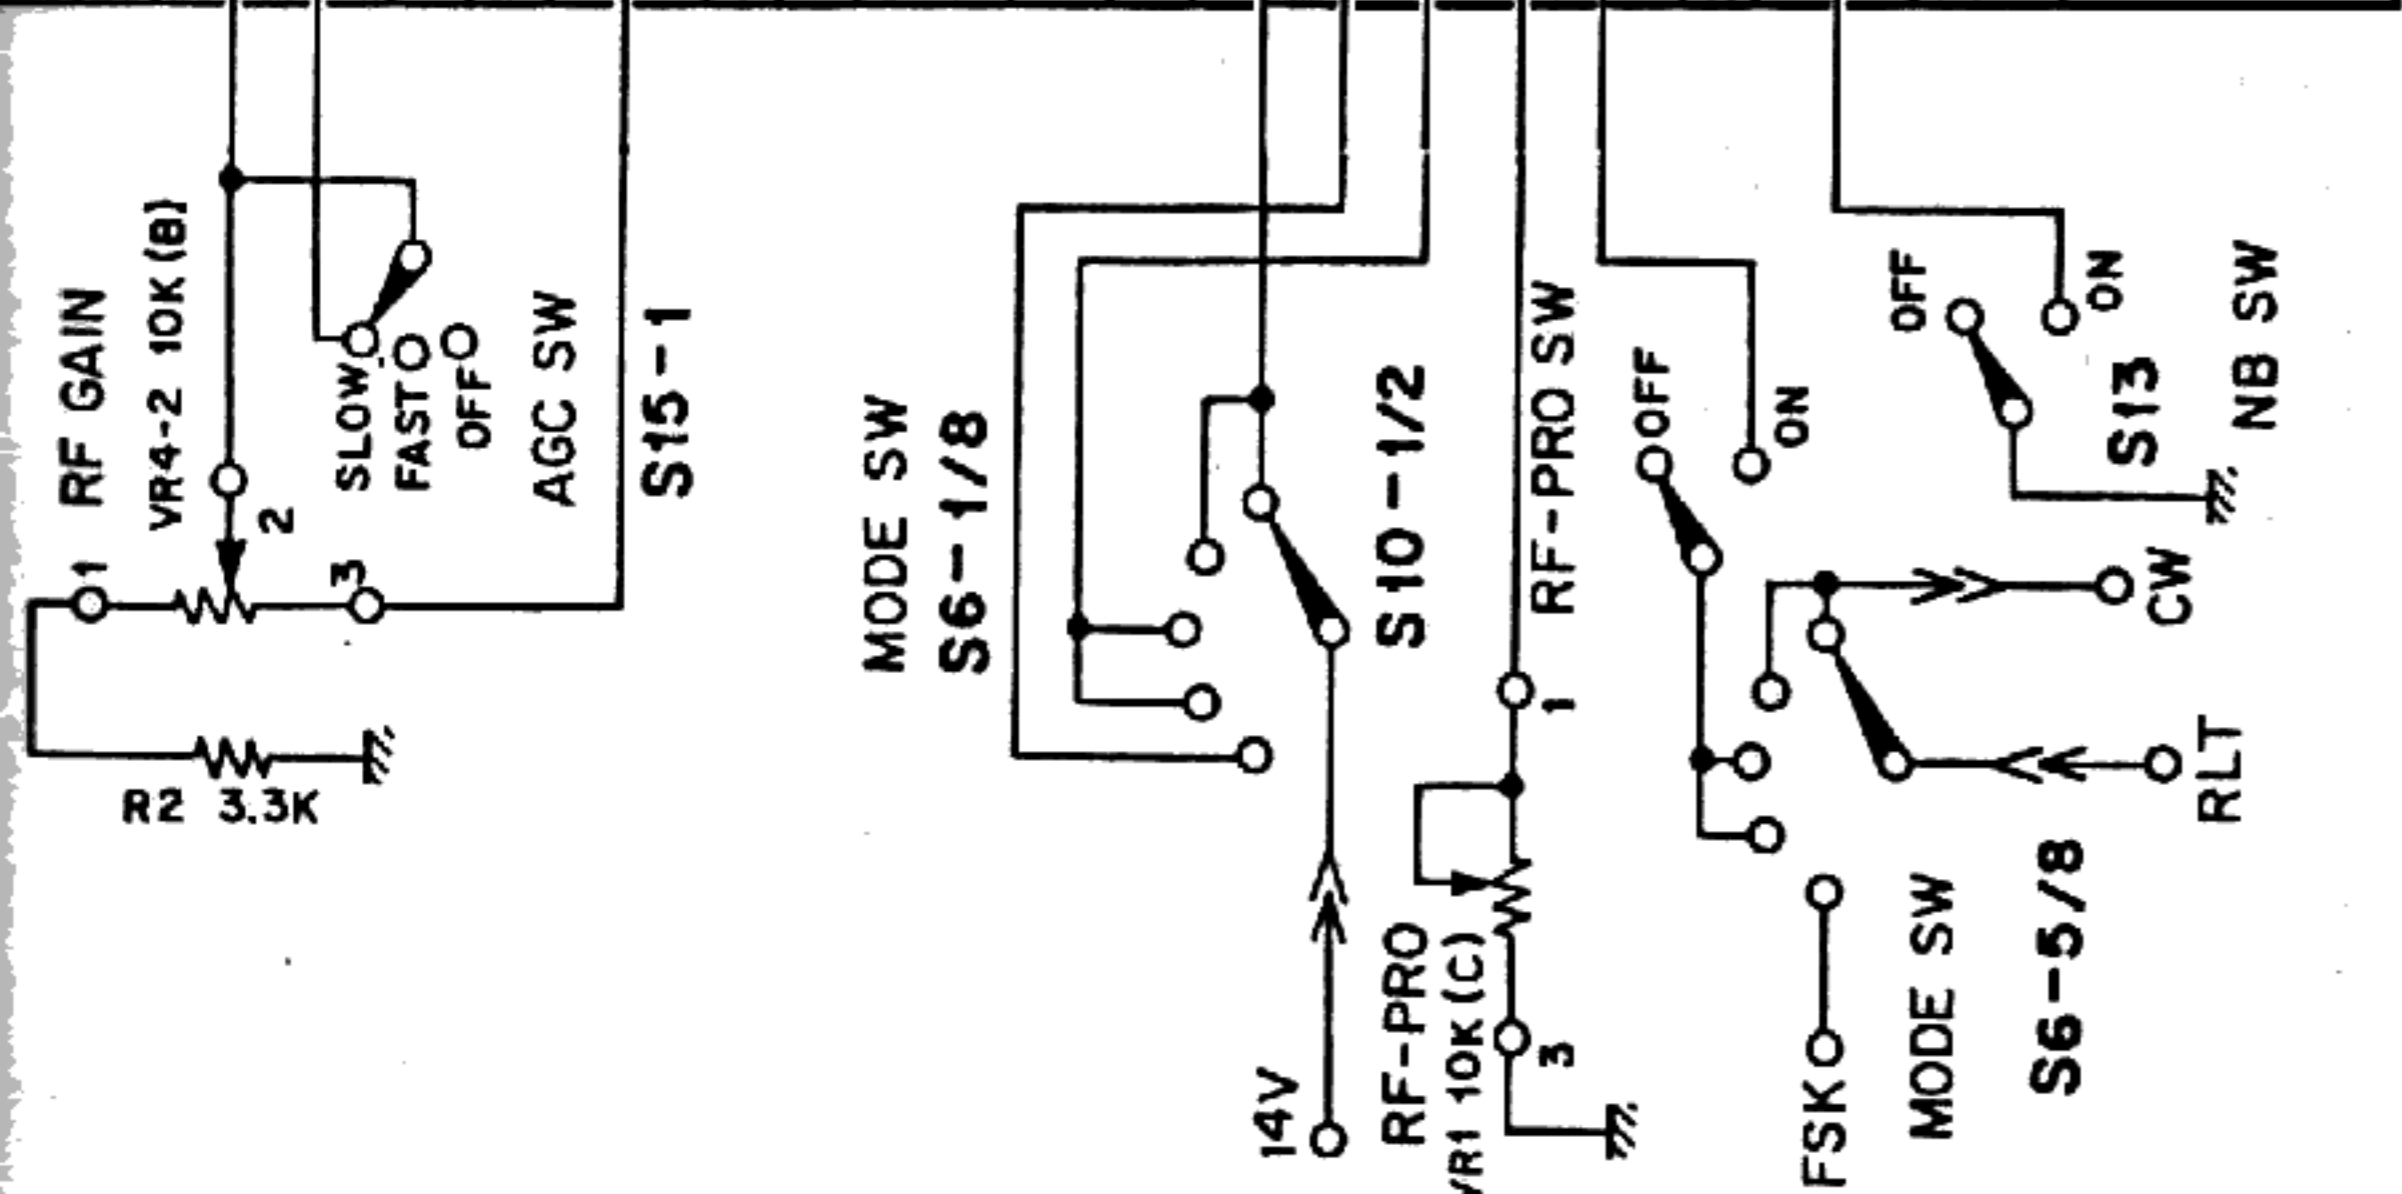 RF GAIN
VR4-2 10K (B)
1
2
3
R2 3.3K
SLOW
FAST
OFF
AGC SW
S15-1
MODE SW
S6-1/8
S10-1/2
14V
RF-PRO SW
1
RF-PRO
VR1 10K (C)
3
OFF
ON
OFF
ON
S13
NB SW
CW
RLT
FSK
MODE SW
S6-5/8